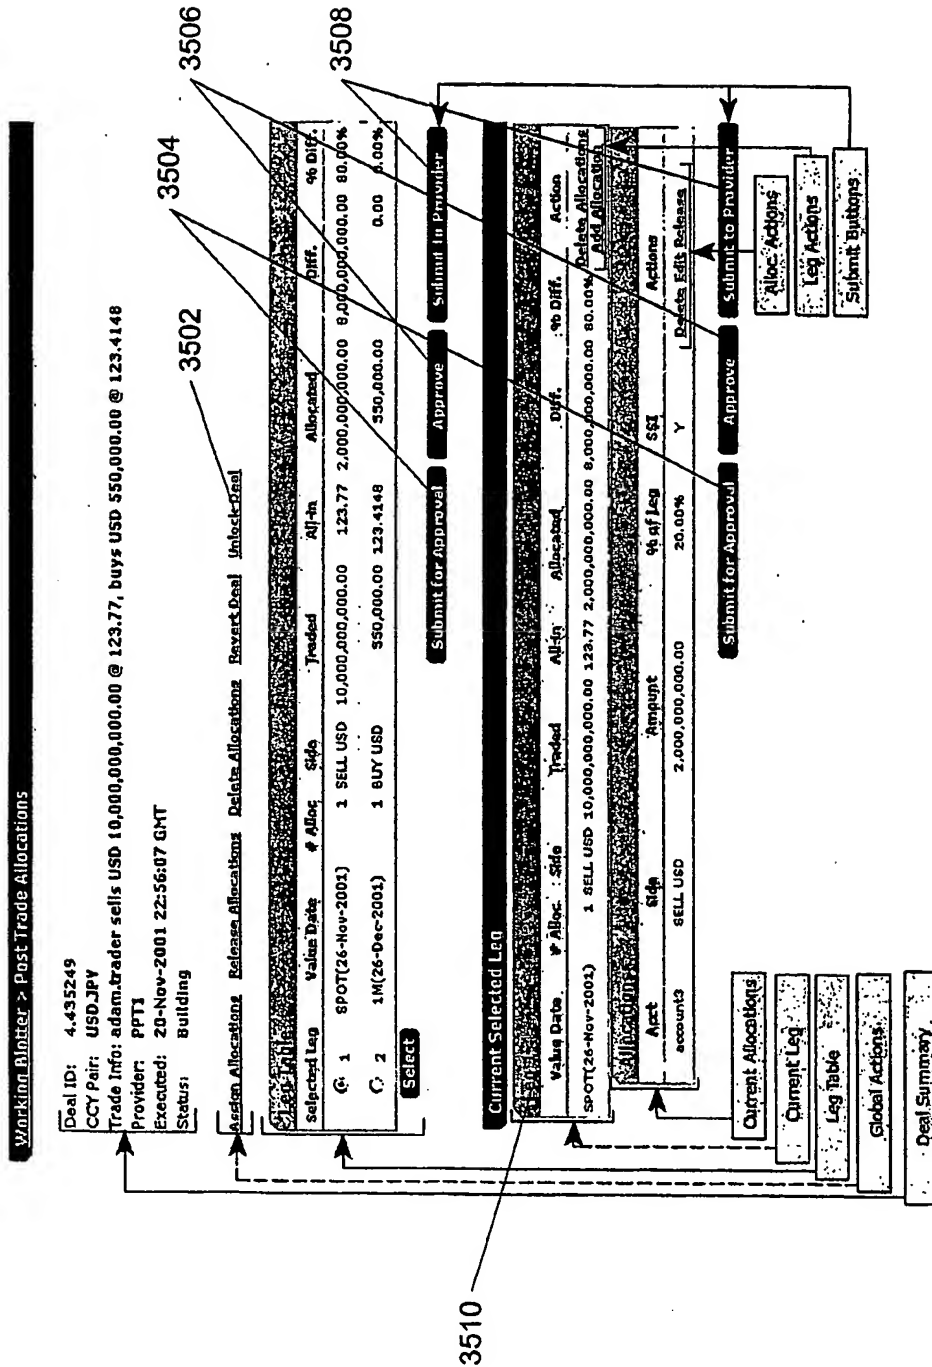 Working Blotter > Post Trade Allocations
Deal ID: 4.435249
CCY Pair: USD.JPY
Trade Info: adam.trader sells USD 10,000,000,000.00 @ 123.77, buys USD 550,000.00 @ 123.4148
Provider: PPT1
Executed: 20-Nov-2001 22:56:07 GMT
Status: Building
Assign Allocations Release Allocations Delete Allocations Revert Deal Unlock Deal
3502
3504
3506
3508
Leg Table
Selected Leg Value Date # Alloc Side Traded All-in Allocated Diff. % Diff.
1 SPOT(26-Nov-2001) 1 SELL USD 10,000,000,000.00 123.77 2,000,000,000.00 8,000,000,000.00 80.00%
2 1M(26-Dec-2001) 1 BUY USD 550,000.00 123.4148 550,000.00 0.00 0.00%
Select
Submit for Approval Approve Submit to Provider
Current Selected Leg
3510
Value Date # Alloc Side Traded All-in Allocated Diff. % Diff. Action
SPOT(26-Nov-2001) 1 SELL USD 10,000,000,000.00 123.77 2,000,000,000.00 8,000,000,000.00 80.00% Delete Allocations
Add Allocation
Allocations
Acct Side Amount % of Leg SSI Actions
account3 SELL USD 2,000,000,000.00 20.00% Y Delete Edit Release
Submit for Approval Approve Submit to Provider
Current Allocations
Current Leg
Leg Table
Global Actions
Deal Summary
Alloc Actions
Leg Actions
Submit Buttons